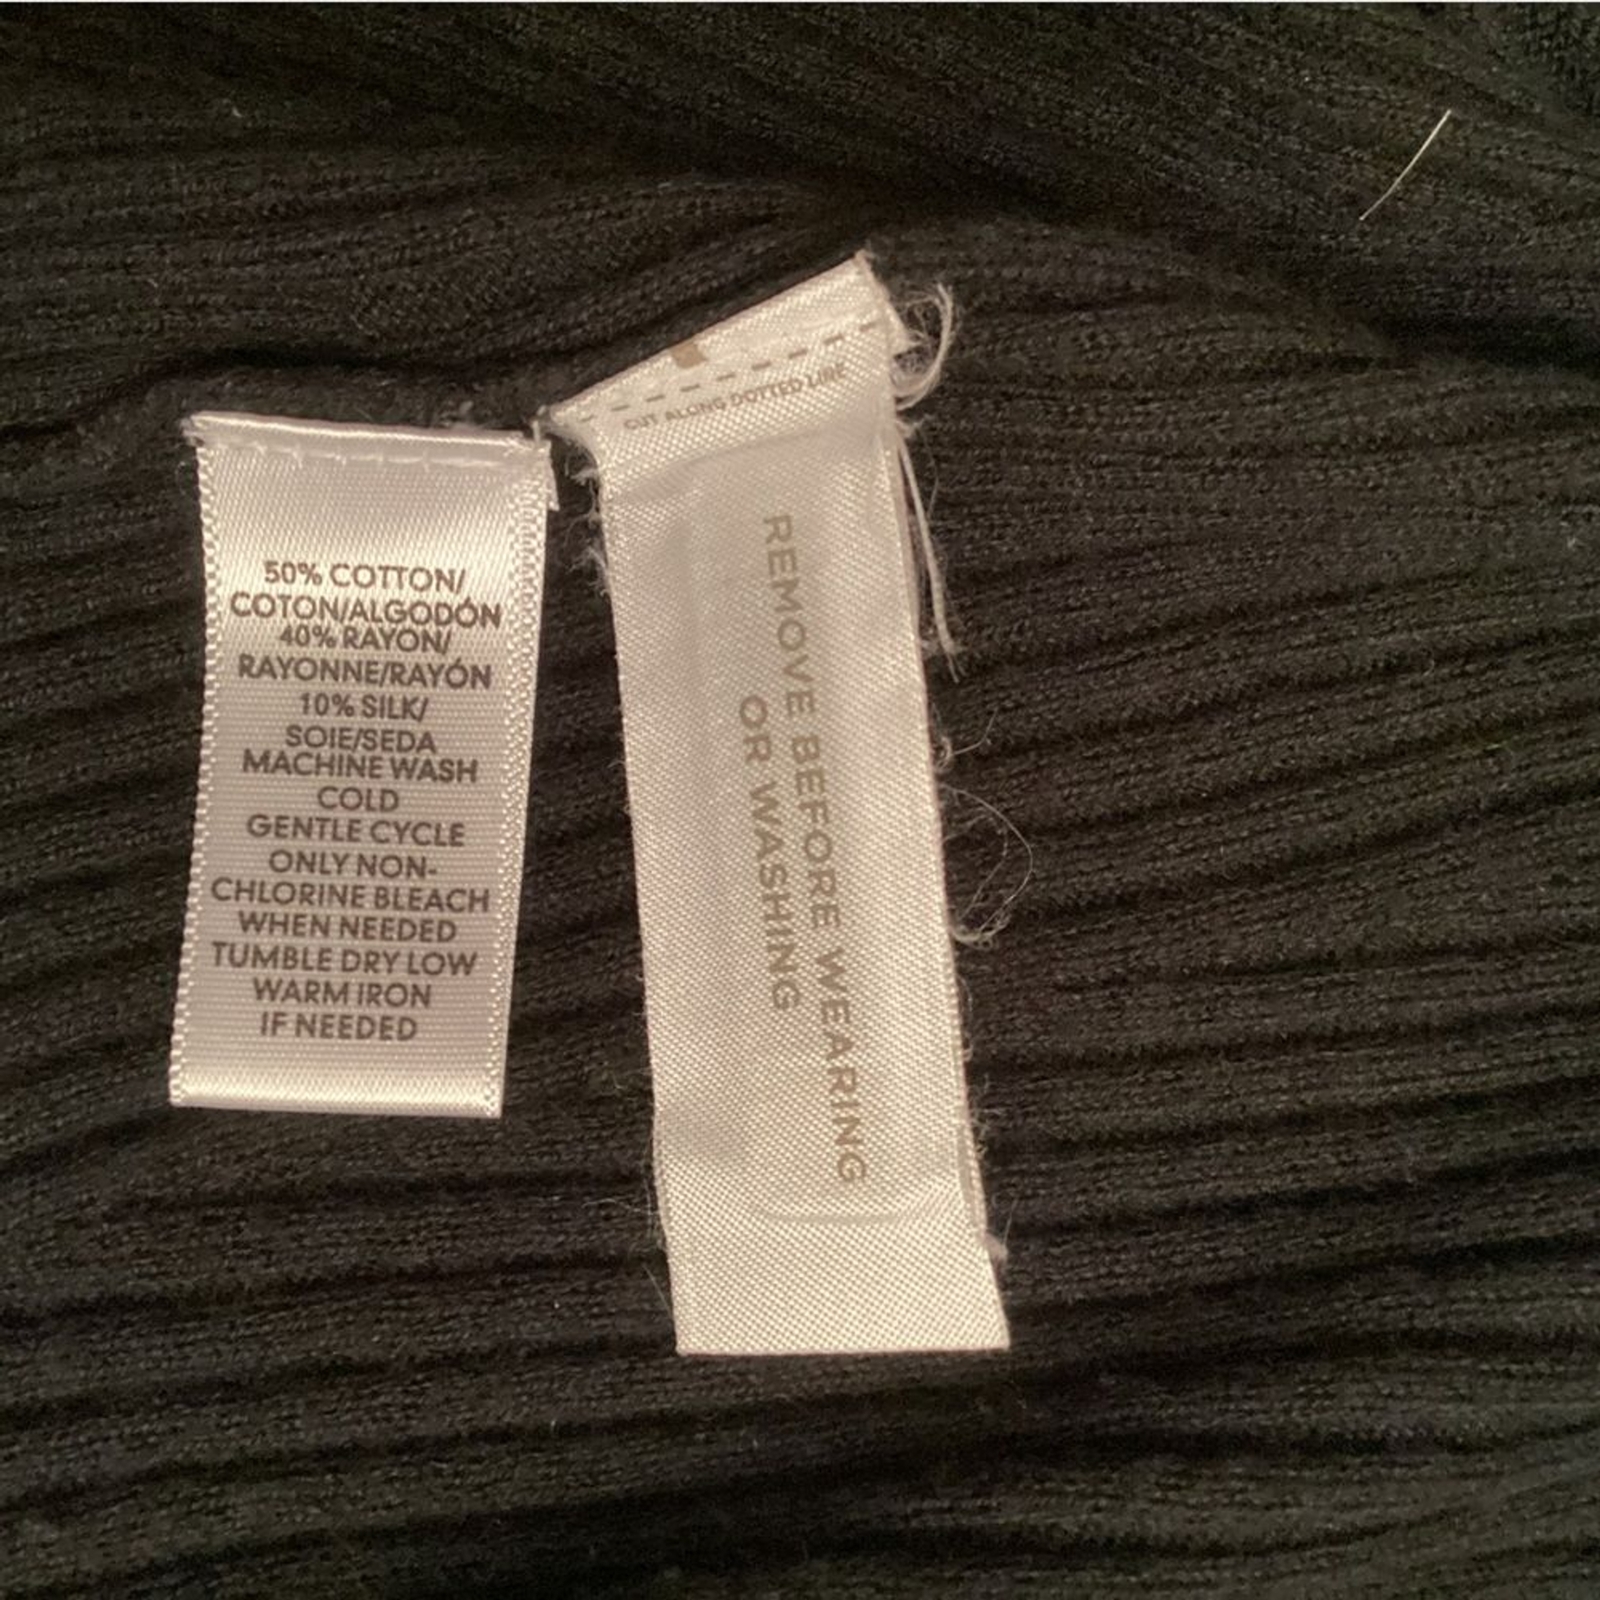 50% COTTON/
COTON/ALGODÓN
40% RAYON/
RAYONNE/RAYÓN
10% SILK/
SOIE/SEDA
MACHINE WASH
COLD
GENTLE CYCLE
ONLY NON-
CHLORINE BLEACH
WHEN NEEDED
TUMBLE DRY LOW
WARM IRON
IF NEEDED
CUT ALONG DOTTED LINE
REMOVE BEFORE WEARING
OR WASHING